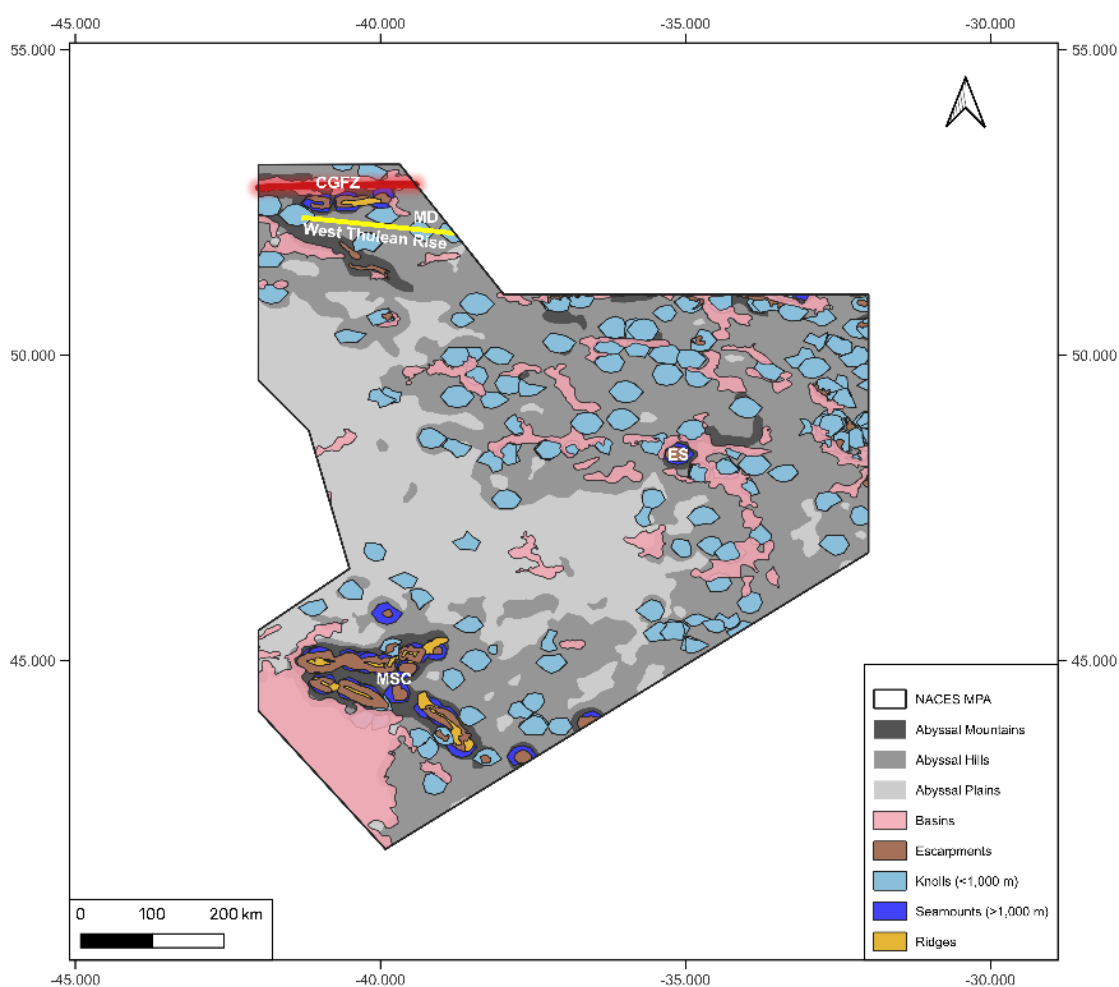 -45.000 -40.000 -35.000 -30.000
55.000 55.000
CGFZ
MD
West Thulean Rise
50.000 50.000
ES
45.000 45.000
MSC
NACES MPA
Abyssal Mountains
Abyssal Hills
Abyssal Plains
Basins
Escarpments
Knolls (<1,000 m)
Seamounts (>1,000 m)
Ridges
0 100 200 km
-45.000 -40.000 -35.000 -30.000